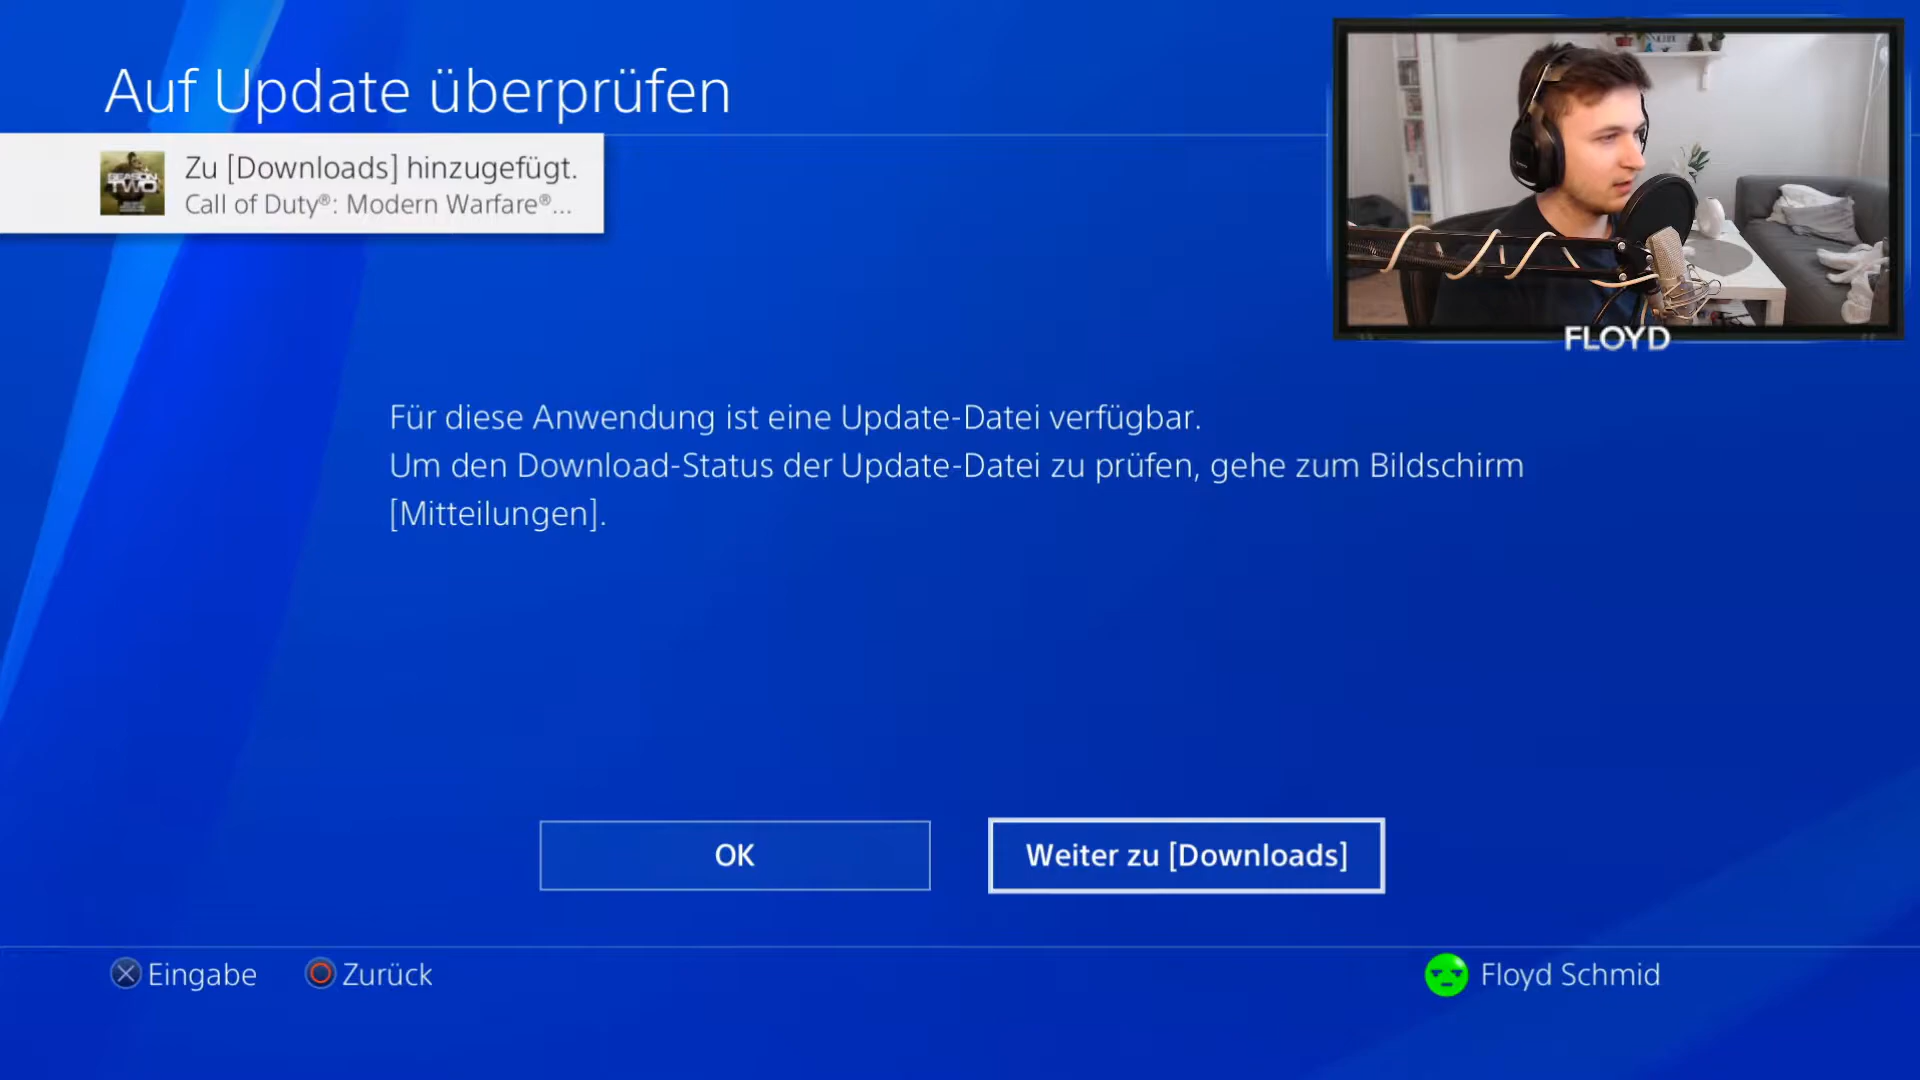 Auf Update überprüfen
SEASON
TWO
Zu [Downloads] hinzugefügt.
Call of Duty®: Modern Warfare®...
FLOYD
Für diese Anwendung ist eine Update-Datei verfügbar.
Um den Download-Status der Update-Datei zu prüfen, gehe zum Bildschirm
[Mitteilungen].
OK
Weiter zu [Downloads]
Eingabe
Zurück
Floyd Schmid